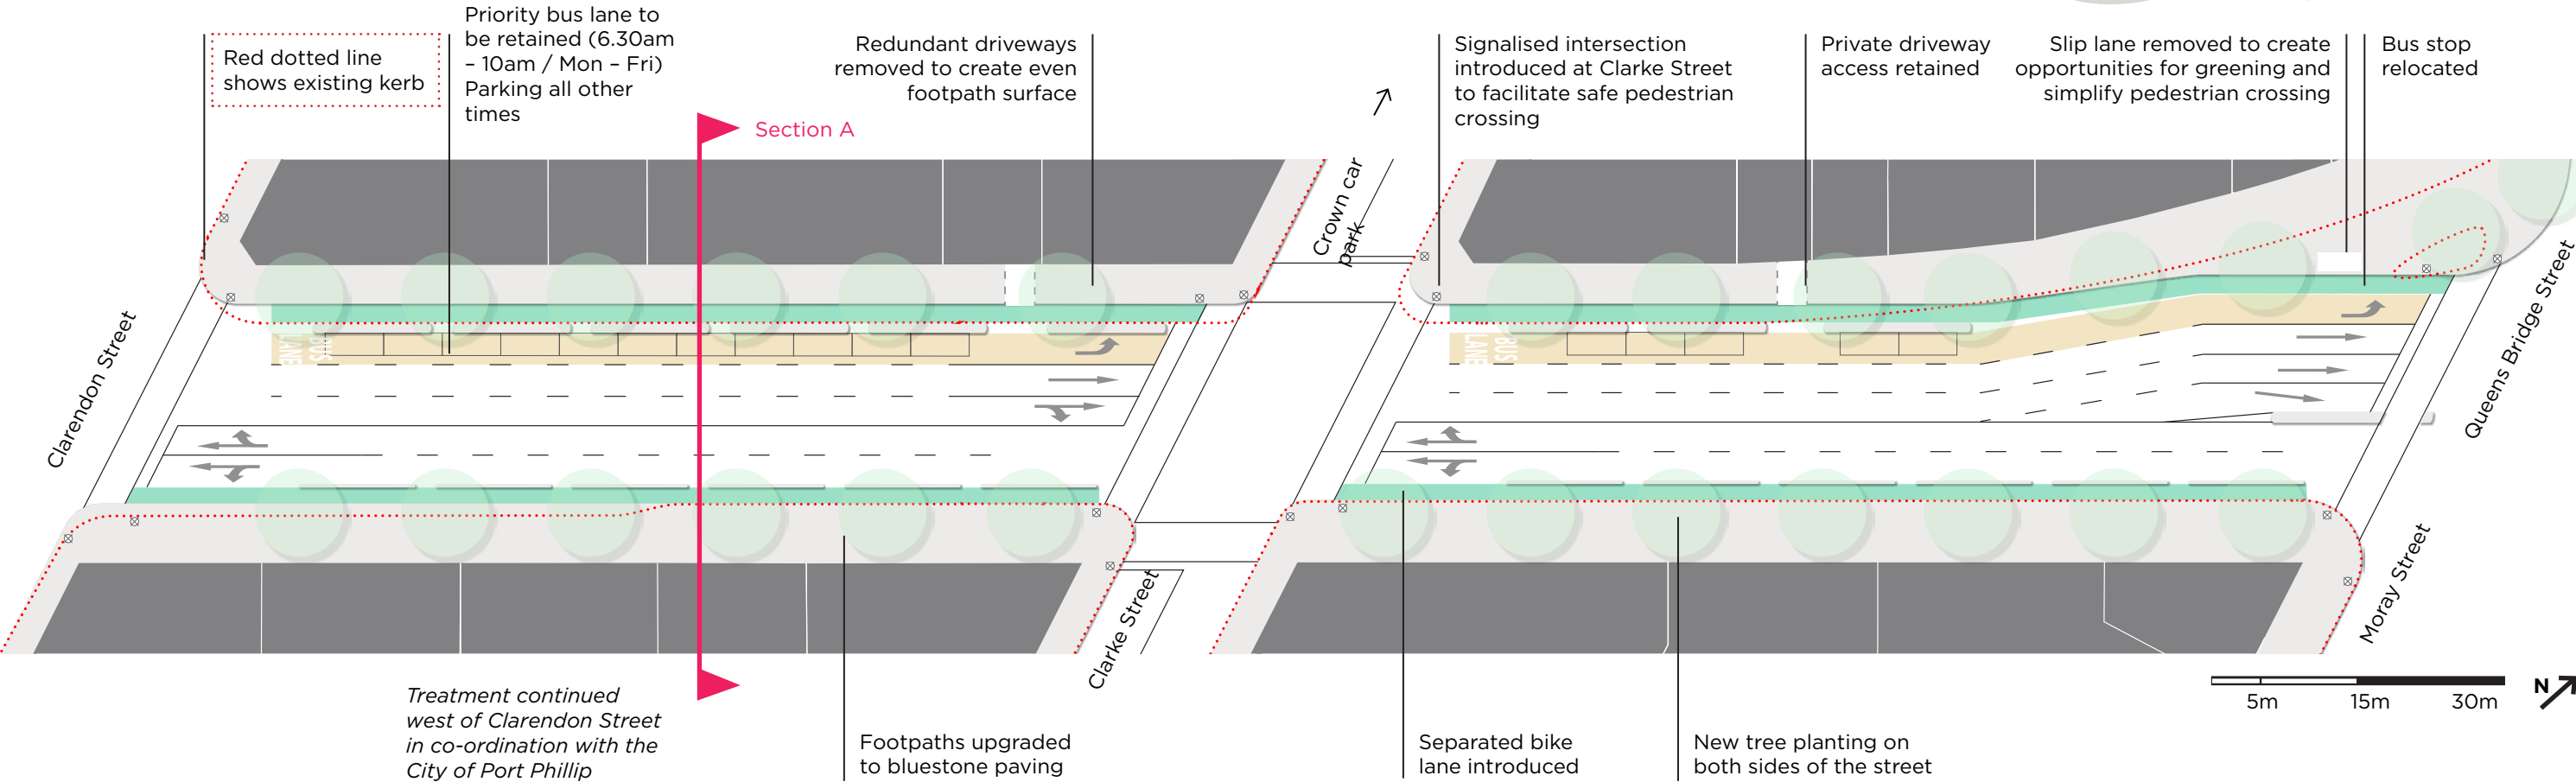 Red dotted line
shows existing kerb
Priority bus lane to
be retained (6.30am
– 10am / Mon – Fri)
Parking all other
times
Section A
Redundant driveways
removed to create even
footpath surface
Signalised intersection
introduced at Clarke Street
to facilitate safe pedestrian
crossing
Private driveway
access retained
Slip lane removed to create
opportunities for greening and
simplify pedestrian crossing
Bus stop
relocated
Crown car
park
Clarendon Street
BUS
LANE
BUS
LANE
Queens Bridge Street
Clarke Street
Moray Street
5m
15m
30m
N
Treatment continued
west of Clarendon Street
in co-ordination with the
City of Port Phillip
Footpaths upgraded
to bluestone paving
Separated bike
lane introduced
New tree planting on
both sides of the street